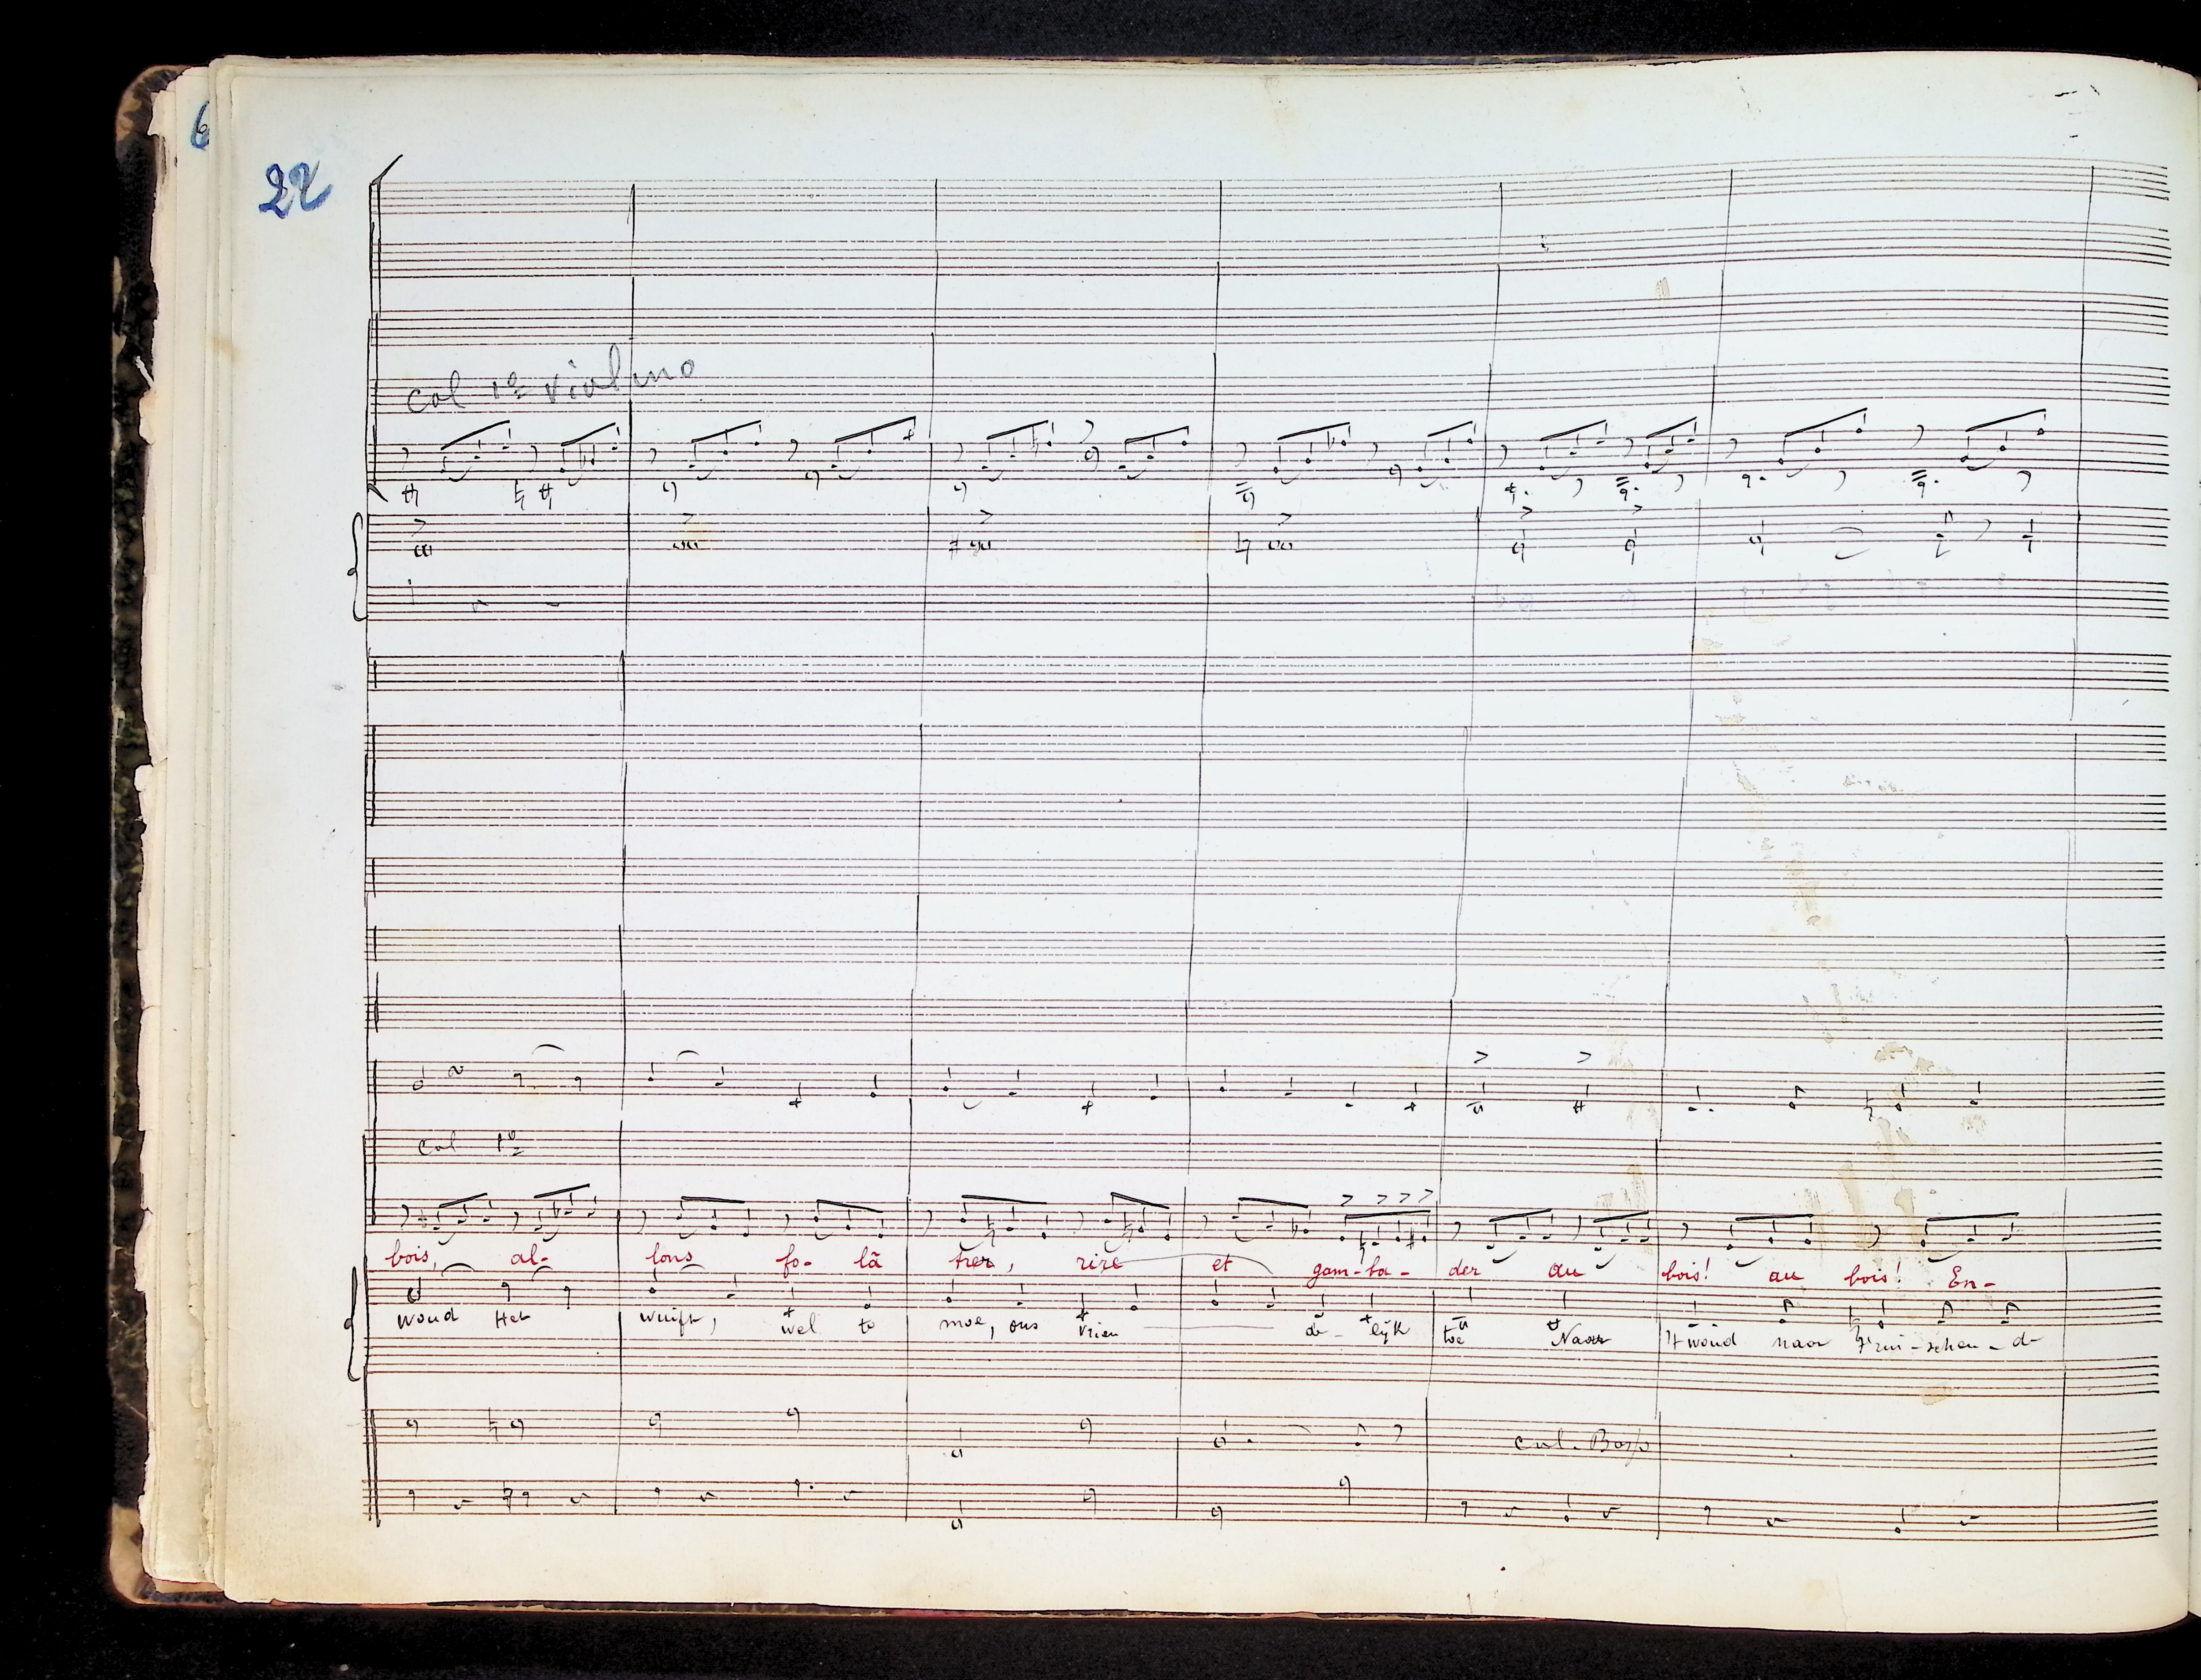 6
22
col 1º violino
col 1º
bois, al- lons fo- lâ trer, rire et gam-ba- der au bois! au bois! En-
woud Het wuift, wel to moe, ons vrien de- lijk toe Naar 't woud naar
col. Basso